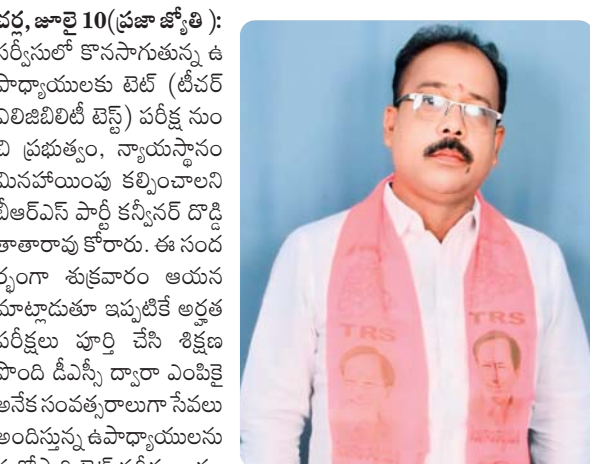 చర్ల, జూలై 10(ప్రజా జ్యోతి ):
సర్వీసులో కొనసాగుతున్న ఉ
పాధ్యాయులకు టెట్ (టీచర్
ఎలిజిబిలిటీ టెస్ట్) పరీక్ష నుం
చి ప్రభుత్వం, న్యాయస్థానం
మినహాయింపు కల్పించాలని
బీఆర్ఎస్ పార్టీ కన్వీనర్ దొడ్డి
తాతారావు కోరారు. ఈ సంద
ర్భంగా శుక్రవారం ఆయన
మాట్లాడుతూ ఇప్పటికే అర్హత
పరీక్షలు పూర్తి చేసి శిక్షణ
పొంది డీఎస్సీ ద్వారా ఎంపికై
అనేక సంవత్సరాలుగా సేవలు
అందిస్తున్న ఉపాధ్యాయులను
TRS
TRS